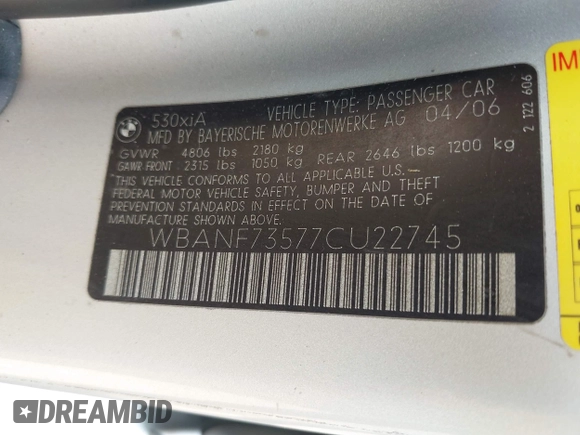 530xiA VEHICLE TYPE: PASSENGER CAR
MFD BY BAYERISCHE MOTORENWERKE AG 04/06
GVWR 4806 lbs 2180 kg
GAWR FRONT: 2315 lbs 1050 kg REAR 2646 lbs 1200 kg
THIS VEHICLE CONFORMS TO ALL APPLICABLE U.S.
FEDERAL MOTOR VEHICLE SAFETY, BUMPER AND THEFT
PREVENTION STANDARDS IN EFFECT ON THE DATE OF
MANUFACTURE SHOWN ABOVE.
WBANF73577CU22745
2 122 606
BMW
IM
DREAMBID